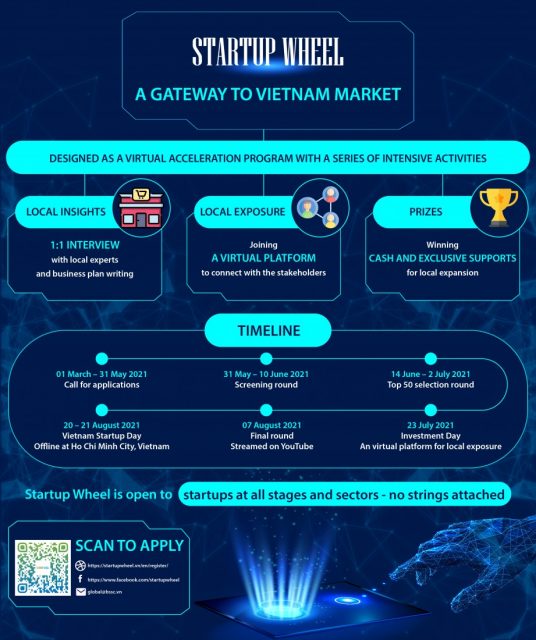 STARTUP WHEEL
A GATEWAY TO VIETNAM MARKET
DESIGNED AS A VIRTUAL ACCELERATION PROGRAM WITH A SERIES OF INTENSIVE ACTIVITIES
LOCAL INSIGHTS
1:1 INTERVIEW
with local experts
and business plan writing
LOCAL EXPOSURE
Joining
A VIRTUAL PLATFORM
to connect with the stakeholders
PRIZES
Winning
CASH AND EXCLUSIVE SUPPORTS
for local expansion
TIMELINE
01 March – 31 May 2021
Call for applications
31 May – 10 June 2021
Screening round
14 June – 2 July 2021
Top 50 selection round
20 – 21 August 2021
Vietnam Startup Day
Offline at Ho Chi Minh City, Vietnam
07 August 2021
Final round
Streamed on YouTube
23 July 2021
Investment Day
An virtual platform for local exposure
Startup Wheel is open to startups at all stages and sectors - no strings attached
SCAN TO APPLY
https://startupwheel.vn/en/register/
https://www.facebook.com/startupwheel
global@bssc.vn